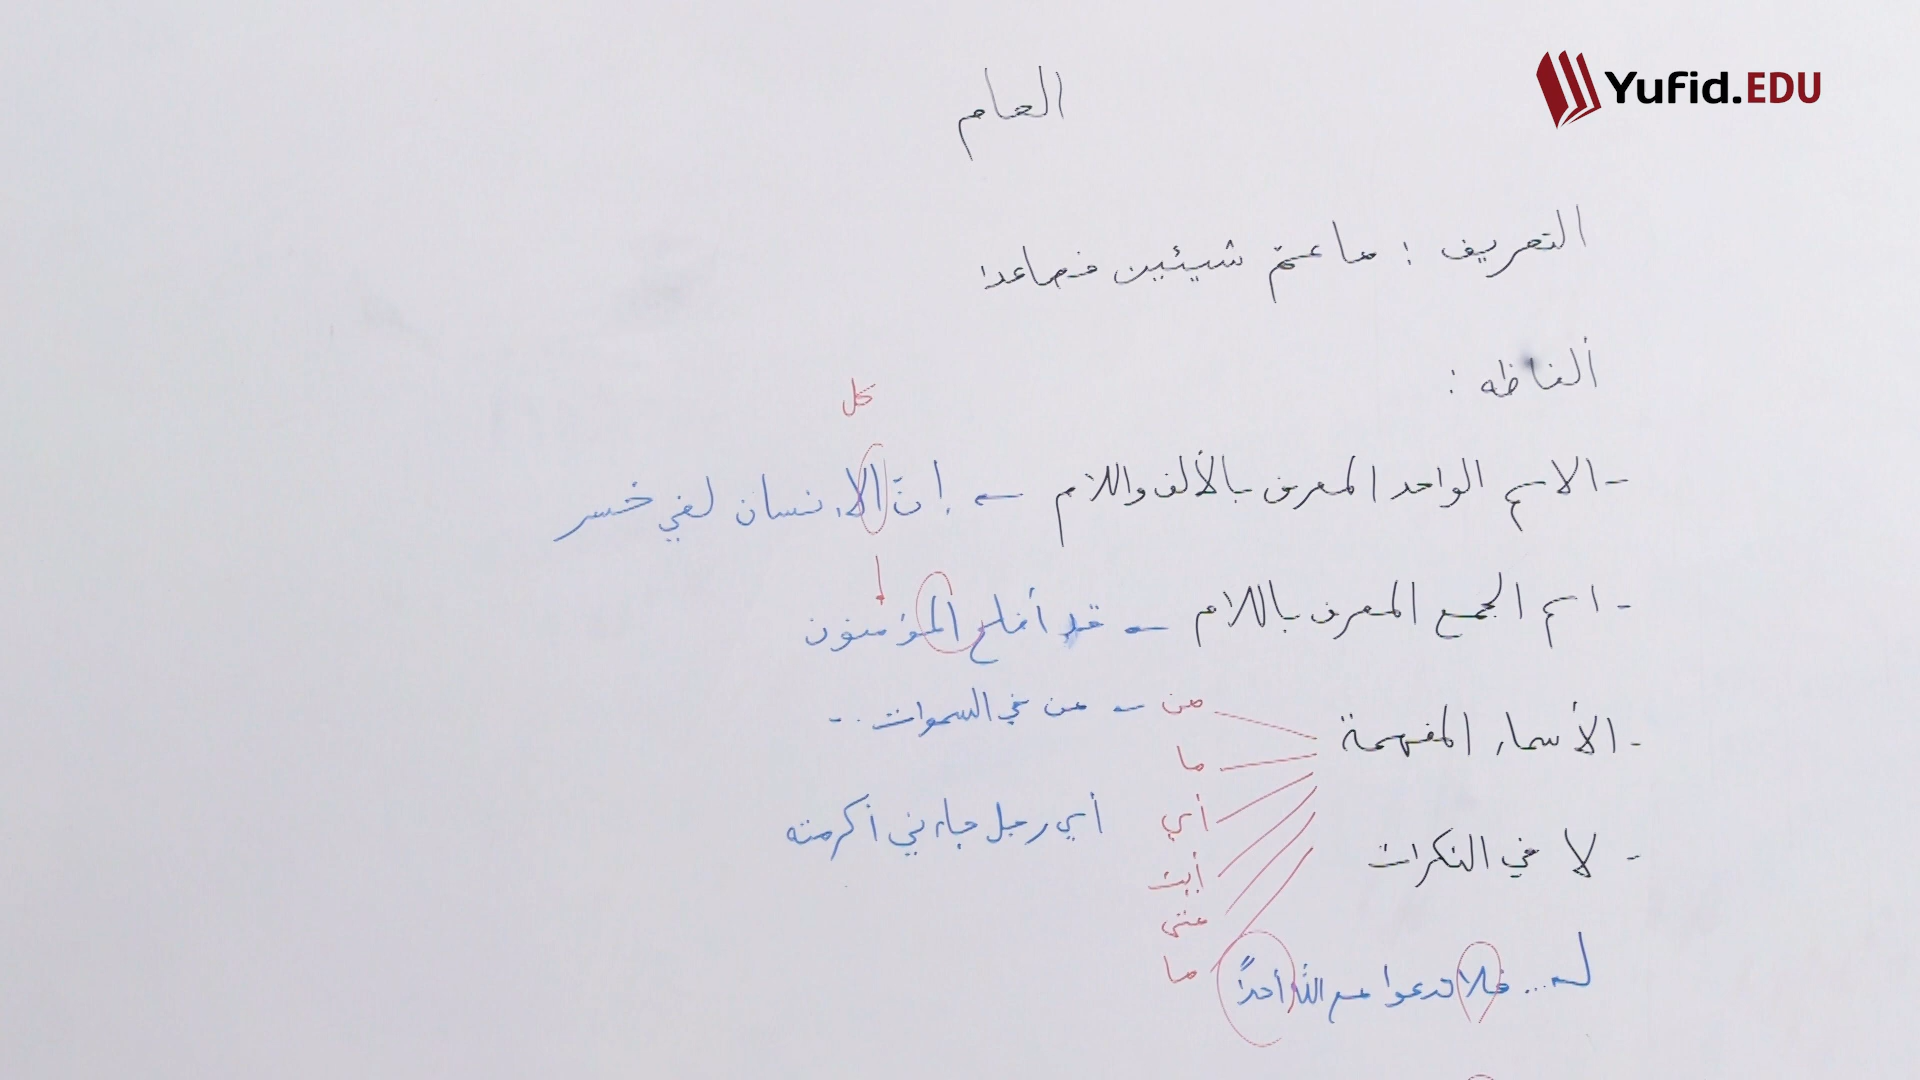 Yufid.EDU
العام
التعريف : ما عمّ شيئين فصاعدا
ألفاظه :
كل
- الاسم الواحد المعرف بالألف واللام ← إنّ الإنسان لفي خسر
- اسم الجمع المعرف باللام ← قد أفلح المؤمنون
- الأسماء المبهمة
من ← من في السموات ..
ما
أي أي رجل جاءني أكرمته
أين
متى
ما
- لا في النكرات
... فلا تدعوا مع الله أحدًا